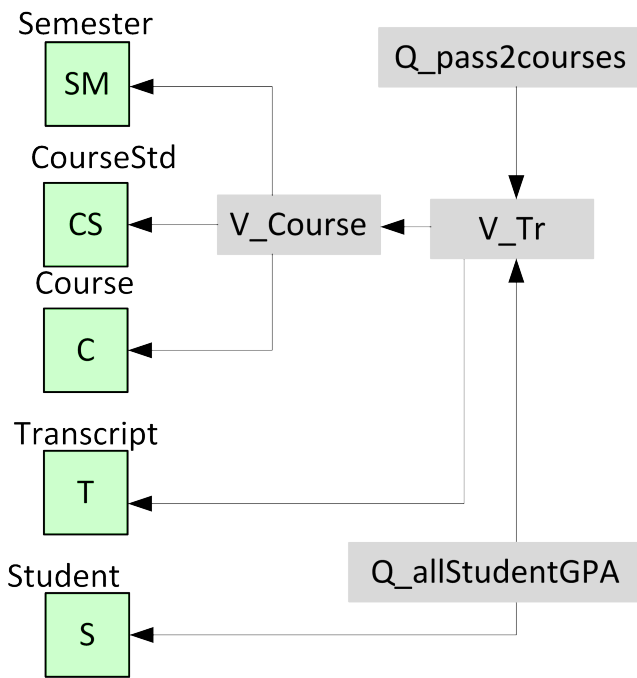 Semester
SM
Q_pass2courses
CourseStd
CS
V_Course
V_Tr
Course
C
Transcript
T
Q_allStudentGPA
Student
S